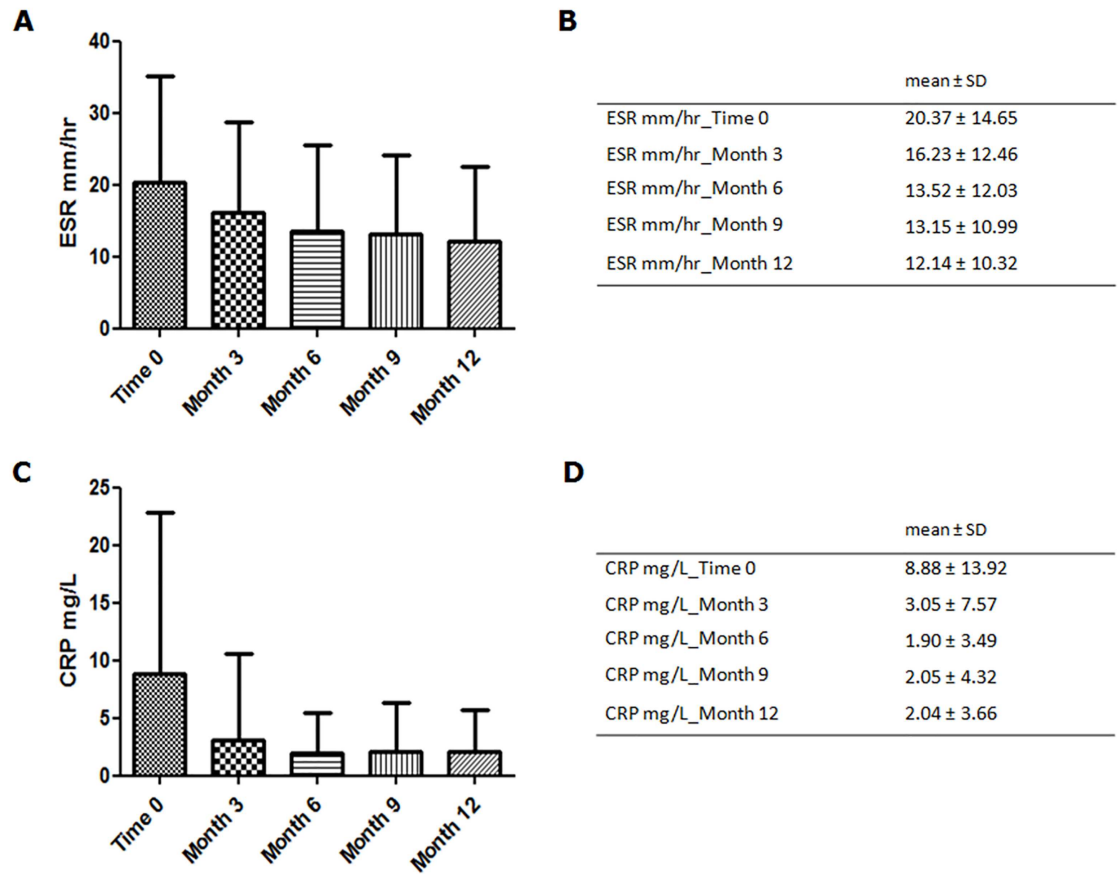 A
40
30
20
10
0
ESR mm/hr
Time 0
Month 3
Month 6
Month 9
Month 12
B
mean ± SD
ESR mm/hr_Time 0 20.37 ± 14.65
ESR mm/hr_Month 3 16.23 ± 12.46
ESR mm/hr_Month 6 13.52 ± 12.03
ESR mm/hr_Month 9 13.15 ± 10.99
ESR mm/hr_Month 12 12.14 ± 10.32
C
25
20
15
10
5
0
CRP mg/L
Time 0
Month 3
Month 6
Month 9
Month 12
D
mean ± SD
CRP mg/L_Time 0 8.88 ± 13.92
CRP mg/L_Month 3 3.05 ± 7.57
CRP mg/L_Month 6 1.90 ± 3.49
CRP mg/L_Month 9 2.05 ± 4.32
CRP mg/L_Month 12 2.04 ± 3.66